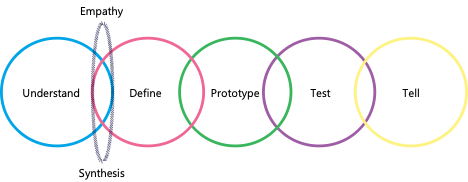 Empathy
Understand Define Prototype Test Tell
Synthesis